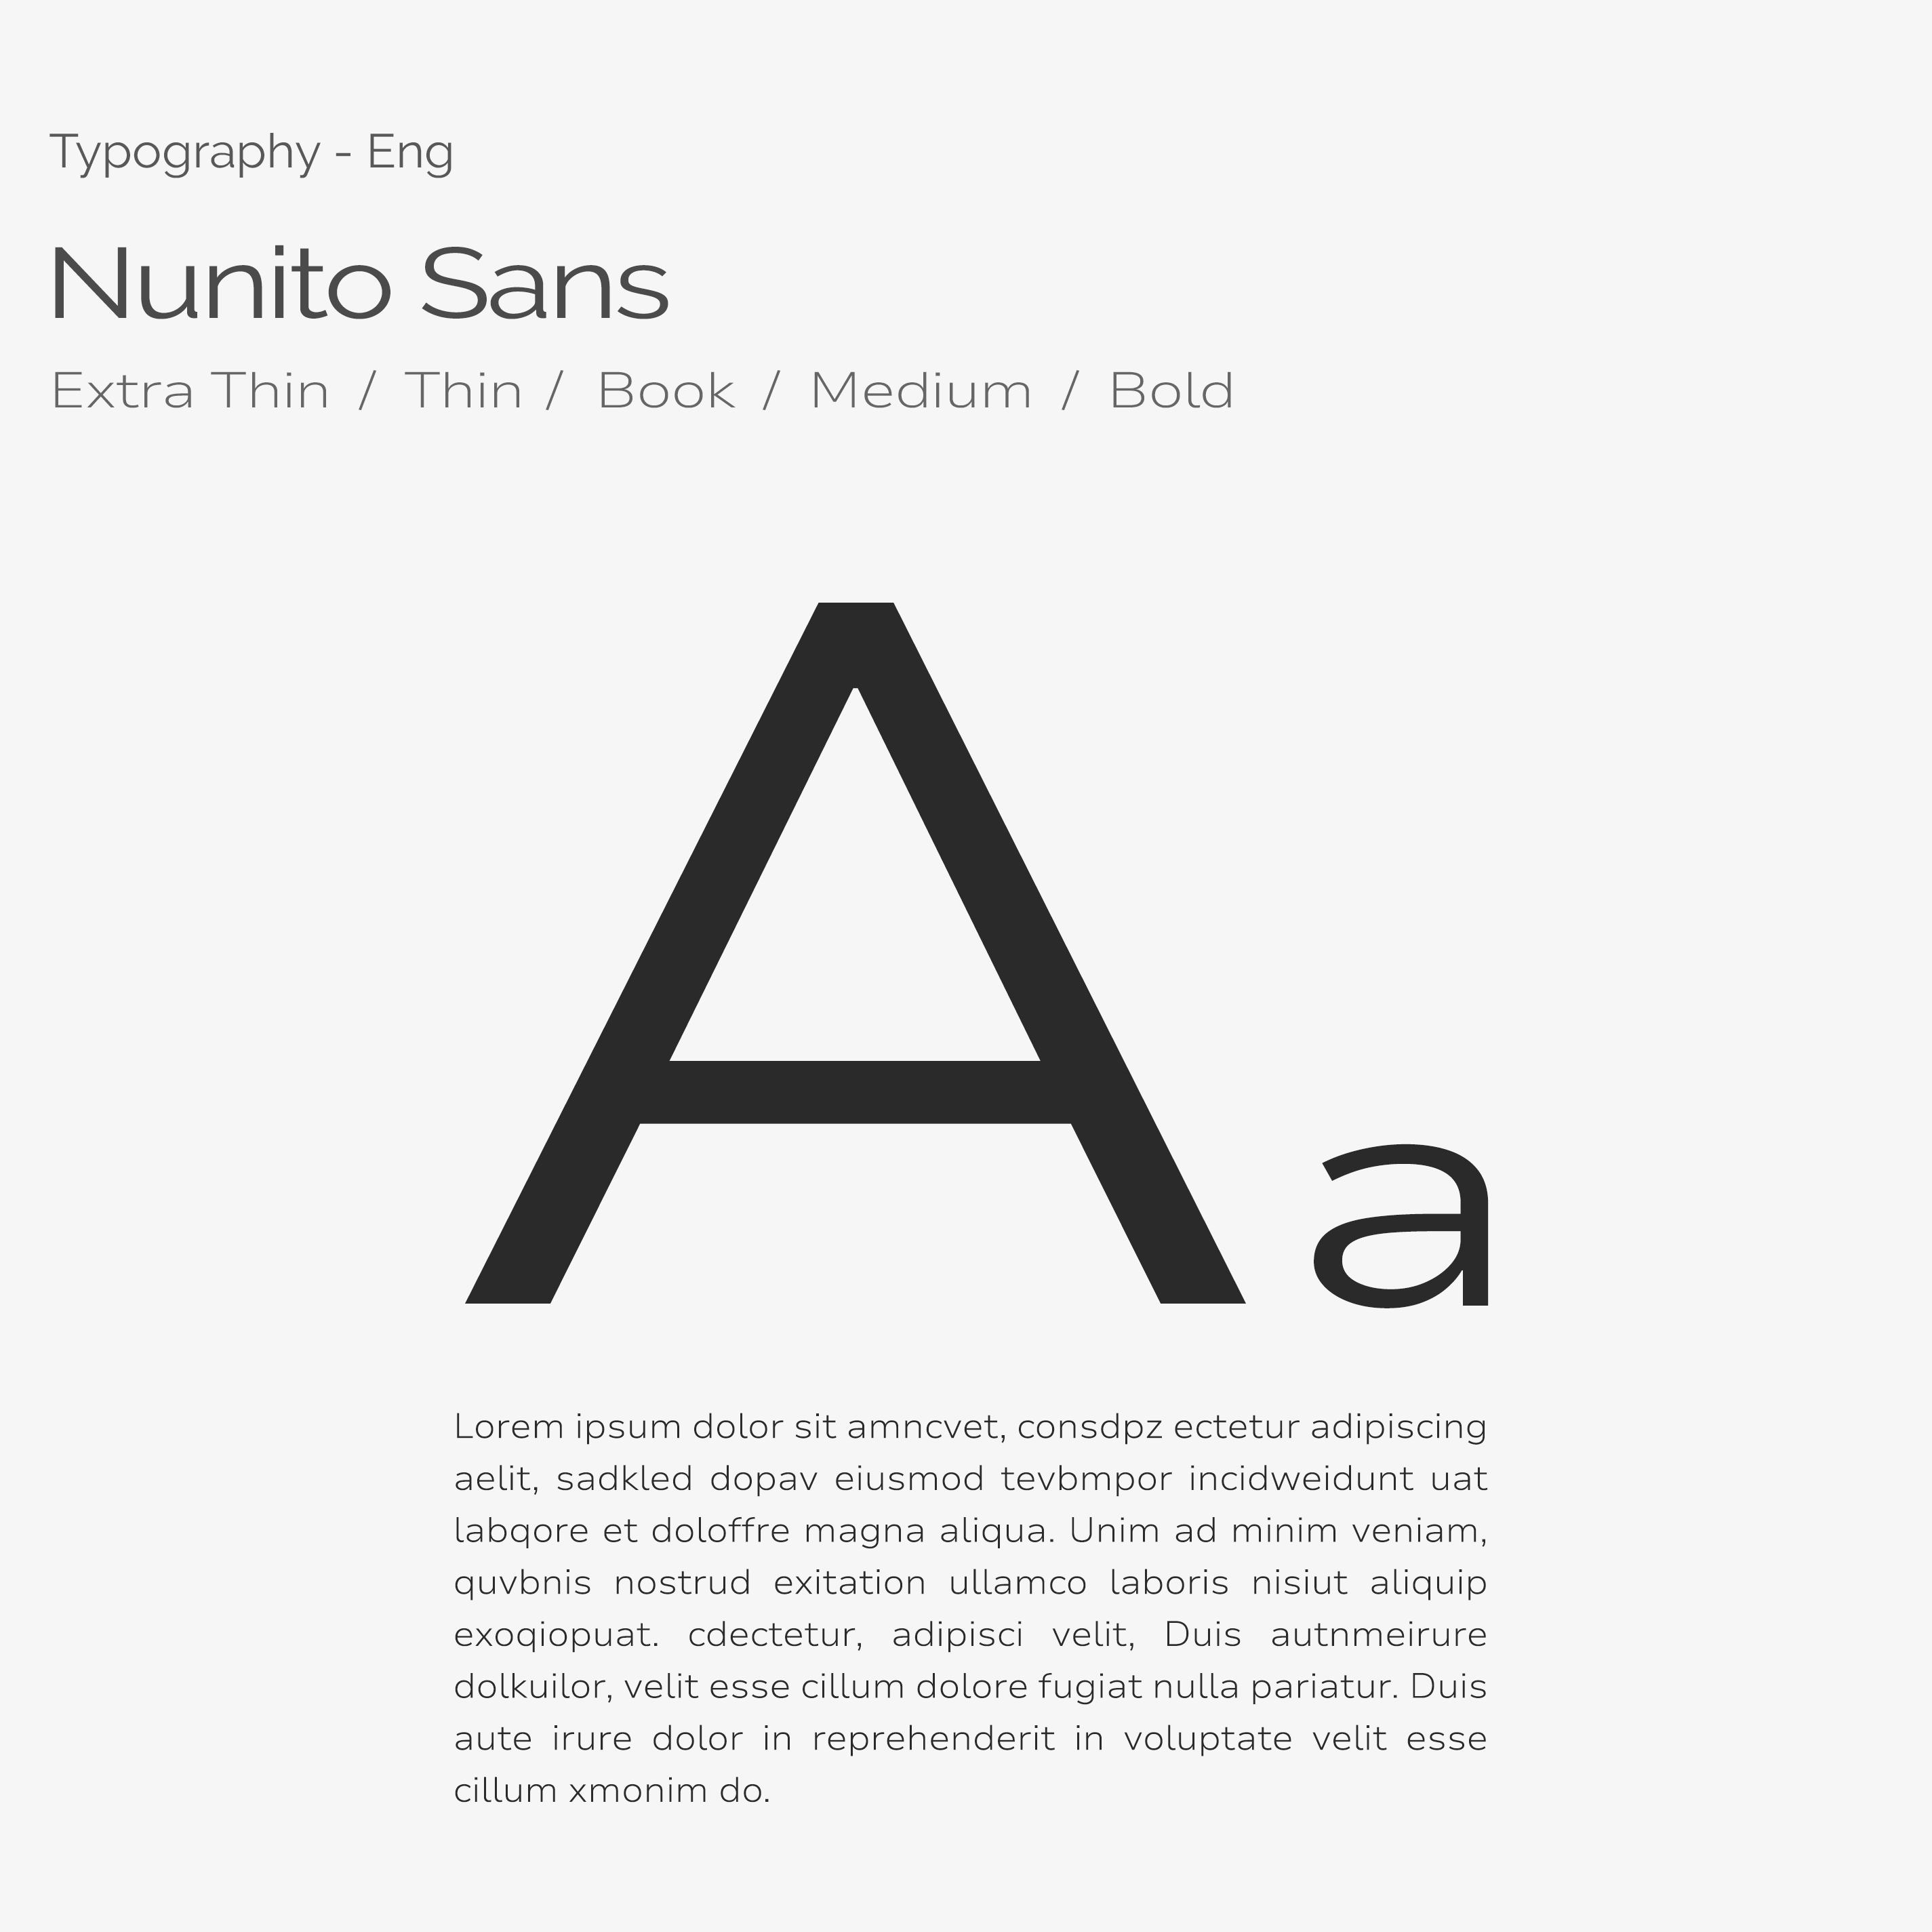 Typography - Eng
Nunito Sans
Extra Thin / Thin / Book / Medium / Bold
Aa
Lorem ipsum dolor sit amncvet, consdpz ectetur adipiscing
aelit, sadkled dopav eiusmod tevbmpor incidweidunt uat
labqore et doloffre magna aliqua. Unim ad minim veniam,
quvbnis nostrud exitation ullamco laboris nisiut aliquip
exoqiopuat. cdectetur, adipisci velit, Duis autnmeirure
dolkuilor, velit esse cillum dolore fugiat nulla pariatur. Duis
aute irure dolor in reprehenderit in voluptate velit esse
cillum xmonim do.